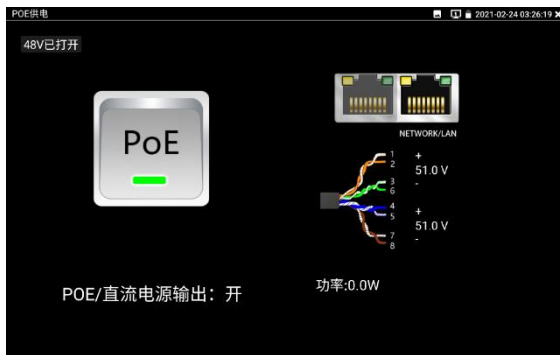 POE供电
2021-02-24 03:26:19
48V已打开
PoE
NETWORK/LAN
1 +
2
51.0 V
3
6 -
4 +
5
51.0 V
7
8 -
POE/直流电源输出：开
功率:0.0W